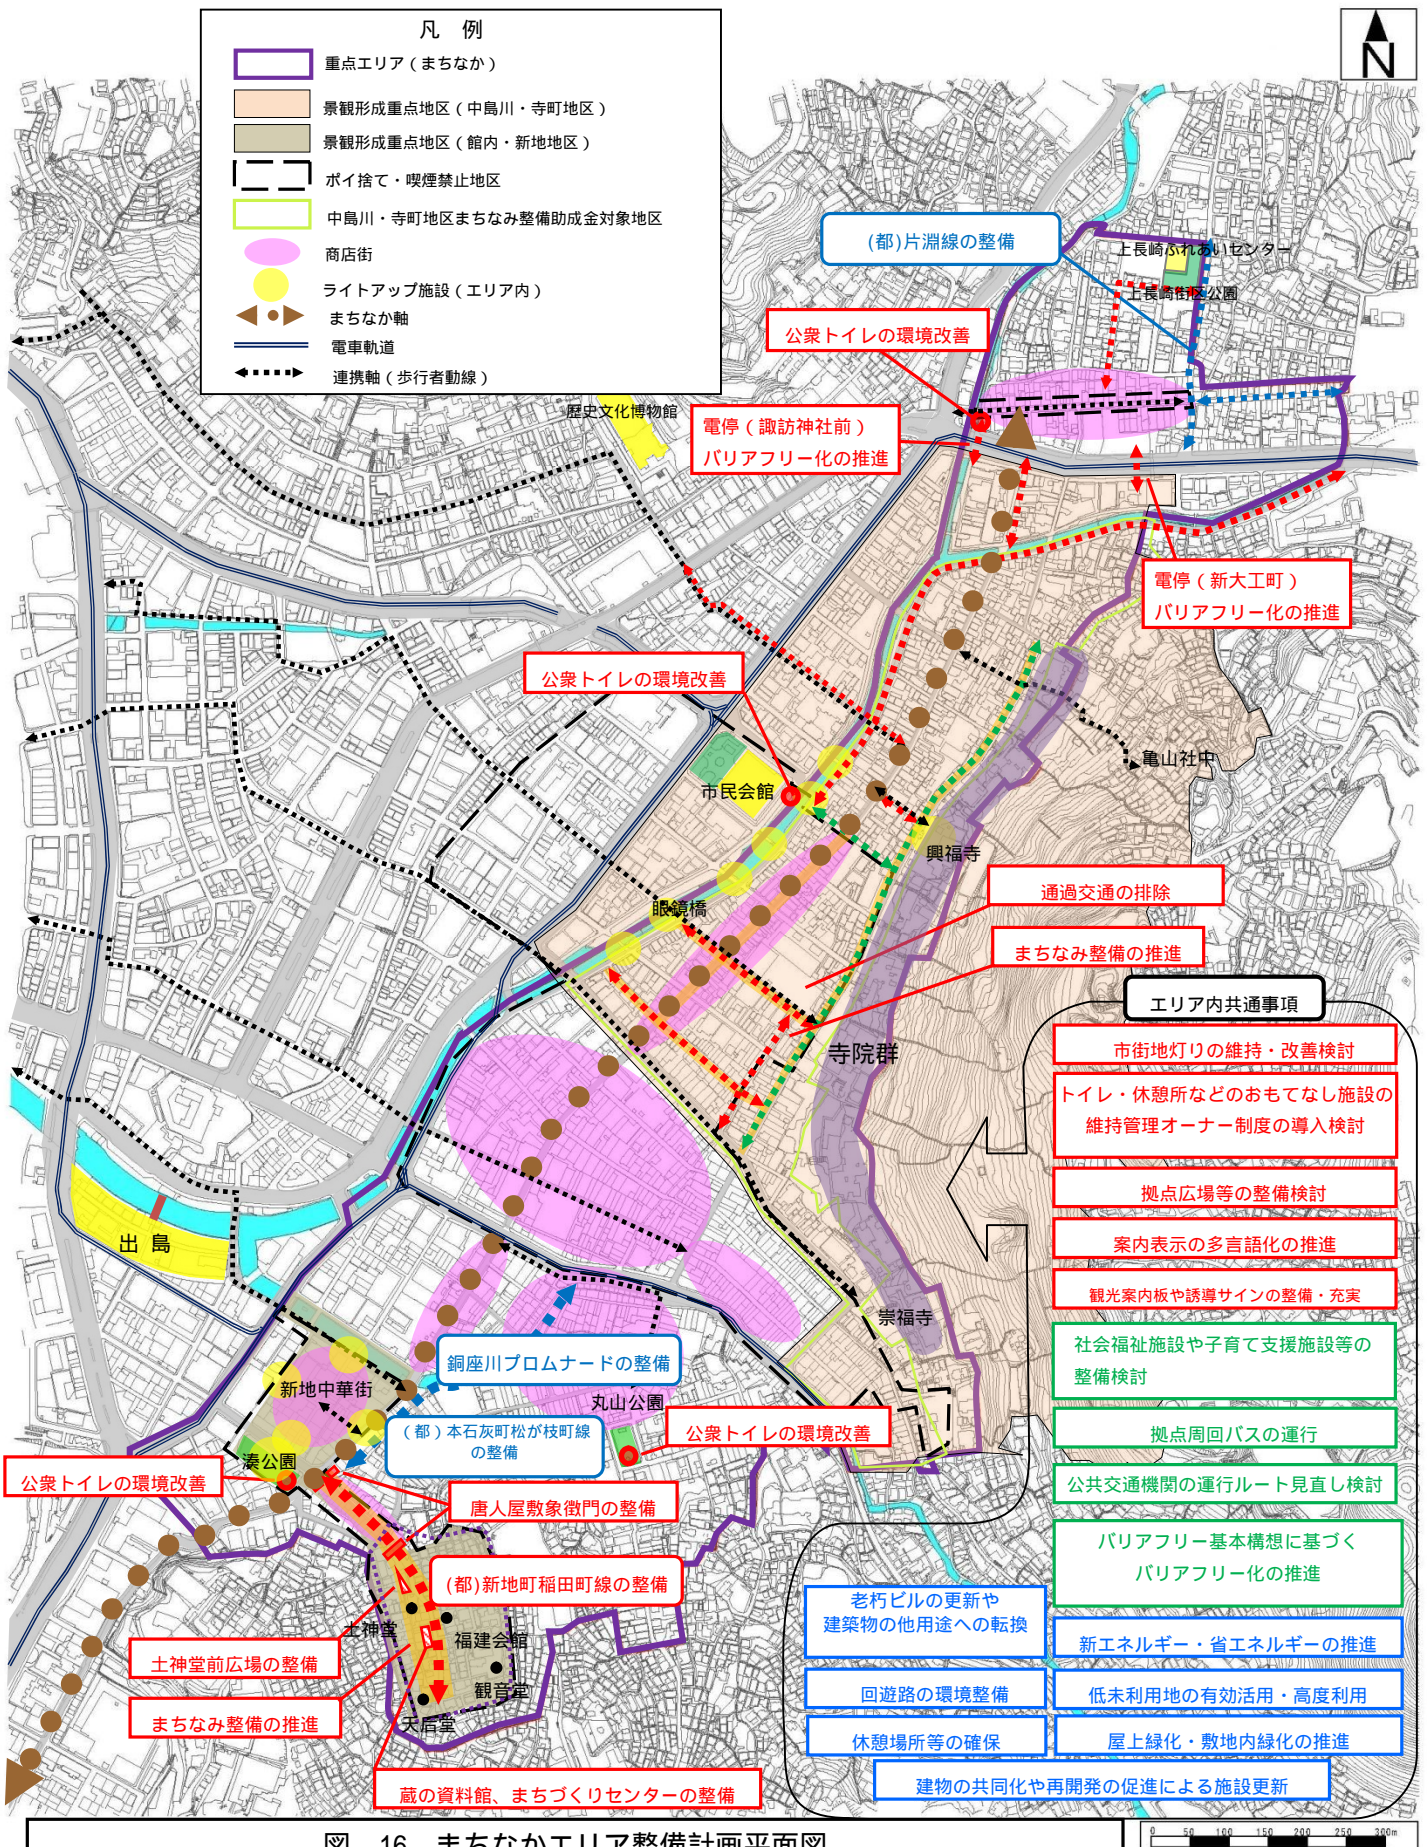 凡 例
重点エリア（まちなか）
景観形成重点地区（中島川・寺町地区）
景観形成重点地区（館内・新地地区）
ポイ捨て・喫煙禁止地区
中島川・寺町地区まちなみ整備助成金対象地区
商店街
ライトアップ施設（エリア内）
まちなか軸
電車軌道
連携軸（歩行者動線）
N
(都)片淵線の整備
上長崎ふれあいセンター
上長崎街区公園
公衆トイレの環境改善
歴史文化博物館
電停（諏訪神社前）
バリアフリー化の推進
電停（新大工町）
バリアフリー化の推進
公衆トイレの環境改善
亀山社中
市民会館
興福寺
通過交通の排除
眼鏡橋
まちなみ整備の推進
寺院群
エリア内共通事項
市街地灯りの維持・改善検討
トイレ・休憩所などのおもてなし施設の
維持管理オーナー制度の導入検討
拠点広場等の整備検討
案内表示の多言語化の推進
観光案内板や誘導サインの整備・充実
社会福祉施設や子育て支援施設等の
整備検討
拠点周回バスの運行
公共交通機関の運行ルート見直し検討
バリアフリー基本構想に基づく
バリアフリー化の推進
老朽ビルの更新や
建築物の他用途への転換
新エネルギー・省エネルギーの推進
回遊路の環境整備
低未利用地の有効活用・高度利用
休憩場所等の確保
屋上緑化・敷地内緑化の推進
建物の共同化や再開発の促進による施設更新
出 島
崇福寺
銅座川プロムナードの整備
新地中華街
丸山公園
（都）本石灰町松が枝町線
の整備
公衆トイレの環境改善
湊公園
公衆トイレの環境改善
唐人屋敷象徴門の整備
(都)新地町稲田町線の整備
土神堂
福建会館
土神堂前広場の整備
観音堂
まちなみ整備の推進
天后堂
蔵の資料館、まちづくりセンターの整備
図 16 まちなかエリア整備計画平面図
0 50 100 150 200 250 300m